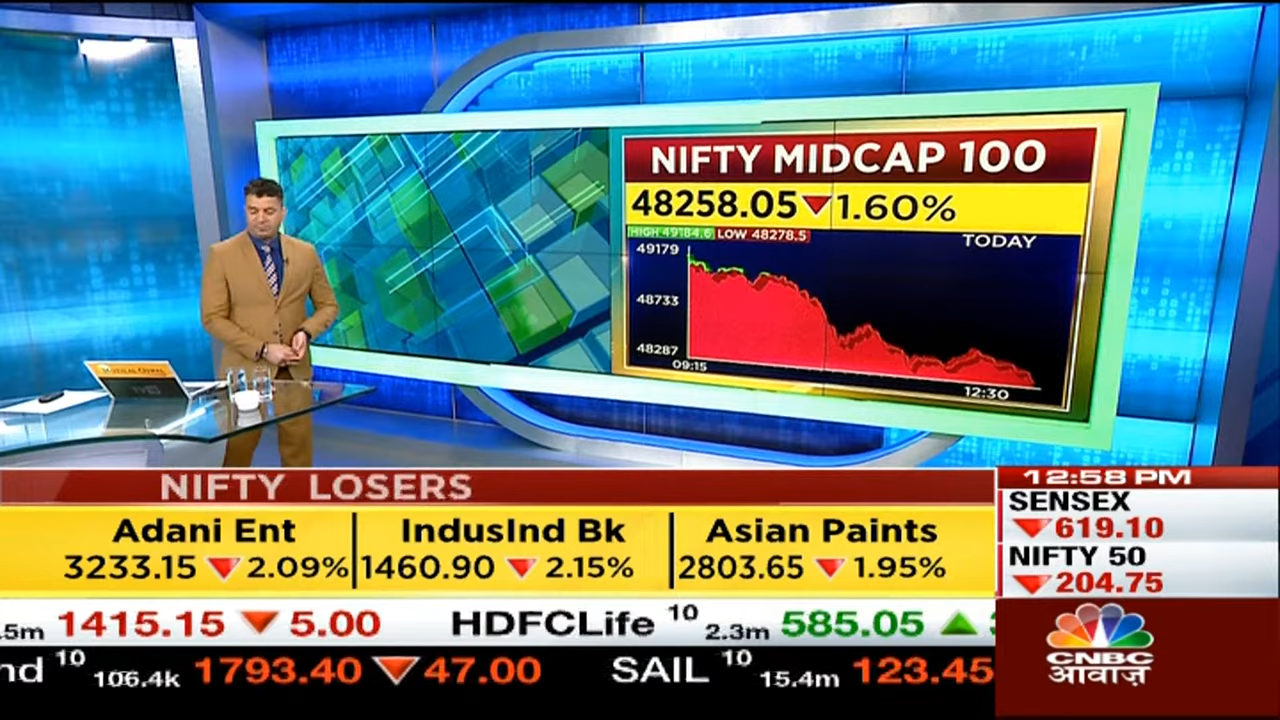 NIFTY MIDCAP 100
48258.05 ▼ 1.60%
HIGH 49184.6 LOW 48278.5
TODAY
49179
48733
48287
09:15
12:30
NIFTY LOSERS
Adani Ent
3233.15 ▼ 2.09%
IndusInd Bk
1460.90 ▼ 2.15%
Asian Paints
2803.65 ▼ 1.95%
12:58 PM
SENSEX
▼ 619.10
NIFTY 50
▼ 204.75
.5m 1415.15 ▼ 5.00 HDFCLife 10 2.3m 585.05 ▲
nd 10 106.4k 1793.40 ▼ 47.00 SAIL 10 15.4m 123.45
CNBC
आवाज़